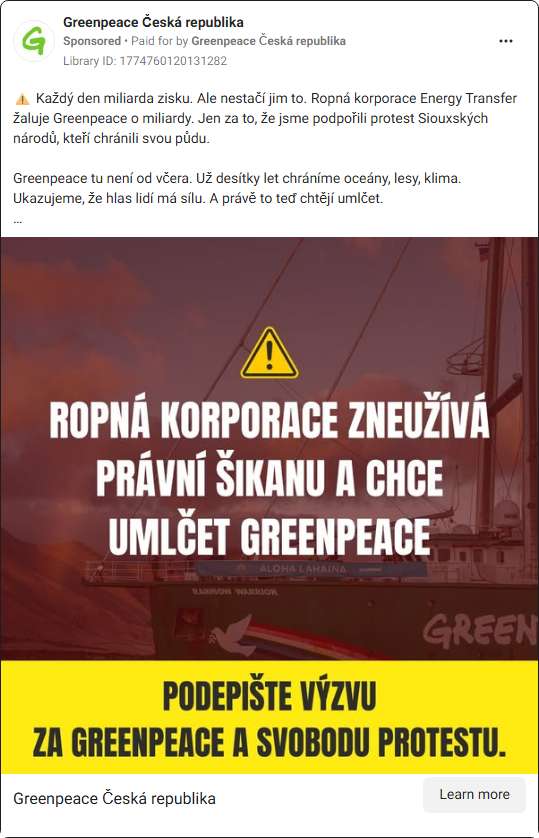 Greenpeace Česká republika
Sponsored • Paid for by Greenpeace Česká republika
Library ID: 1774760120131282
⚠️ Každý den miliarda zisku. Ale nestačí jim to. Ropná korporace Energy Transfer
žaluje Greenpeace o miliardy. Jen za to, že jsme podpořili protest Siouxských
národů, kteří chránili svou půdu.
Greenpeace tu není od včera. Už desítky let chráníme oceány, lesy, klima.
Ukazujeme, že hlas lidí má sílu. A právě to teď chtějí umlčet.
...
ROPNÁ KORPORACE ZNEUŽÍVÁ
PRÁVNÍ ŠIKANU A CHCE
UMLČET GREENPEACE
ALOHA LAHAINA
RAINBOW WARRIOR
GREEN
PODEPIŠTE VÝZVU
ZA GREENPEACE A SVOBODU PROTESTU.
Greenpeace Česká republika
Learn more